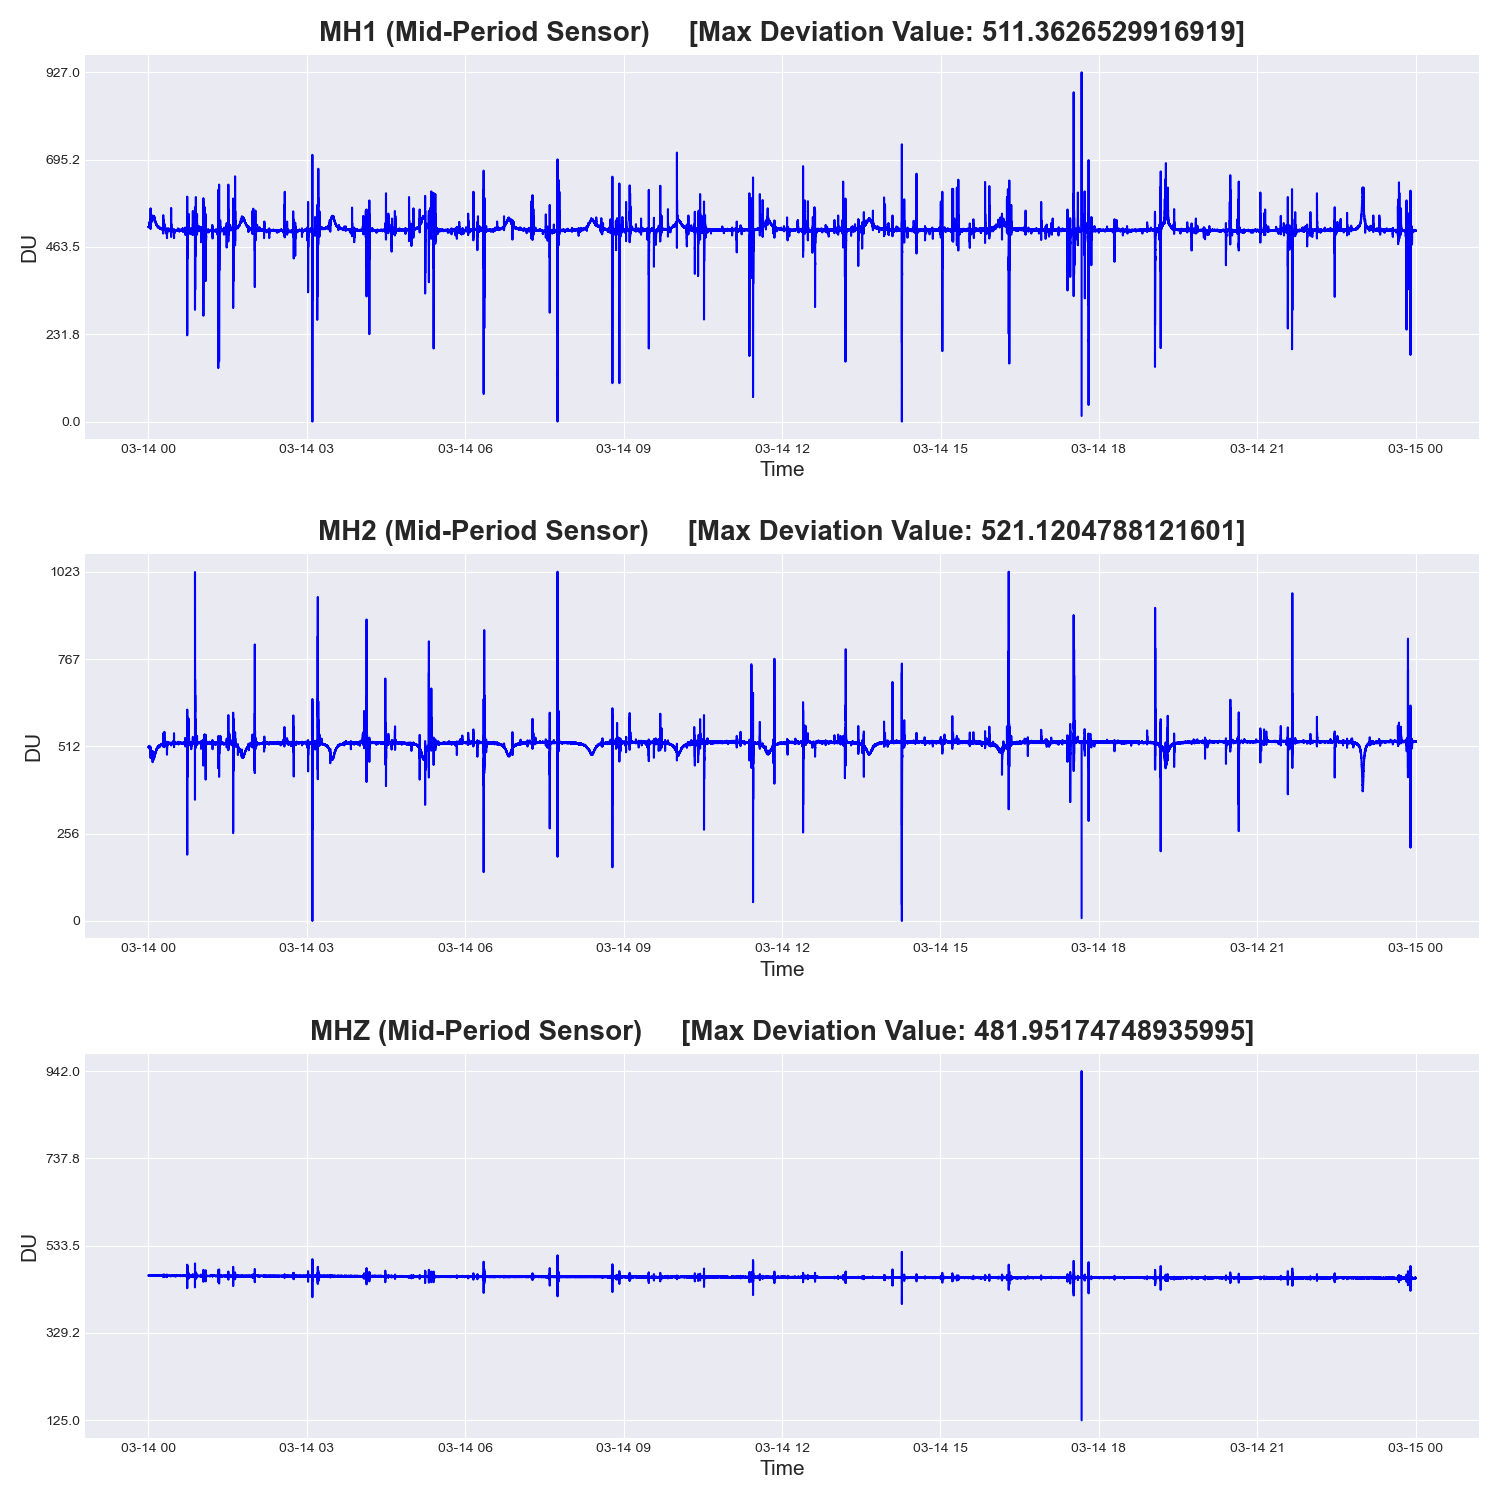 MH1 (Mid-Period Sensor) [Max Deviation Value: 511.3626529916919]
927.0
695.2
463.5
231.8
0.0
DU
03-14 00 03-14 03 03-14 06 03-14 09 03-14 12 03-14 15 03-14 18 03-14 21 03-15 00
Time
MH2 (Mid-Period Sensor) [Max Deviation Value: 521.1204788121601]
1023
767
512
256
0
DU
03-14 00 03-14 03 03-14 06 03-14 09 03-14 12 03-14 15 03-14 18 03-14 21 03-15 00
Time
MHZ (Mid-Period Sensor) [Max Deviation Value: 481.95174748935995]
942.0
737.8
533.5
329.2
125.0
DU
03-14 00 03-14 03 03-14 06 03-14 09 03-14 12 03-14 15 03-14 18 03-14 21 03-15 00
Time